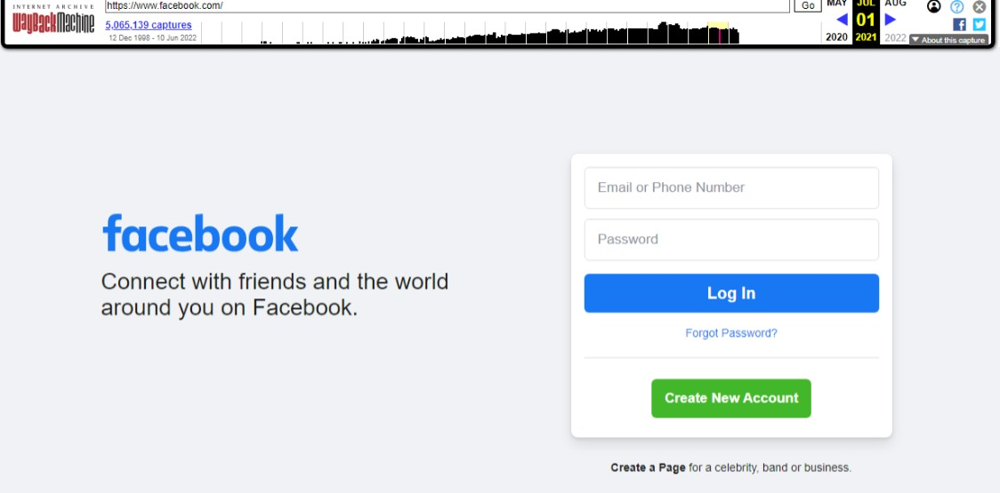 INTERNET ARCHIVE
WayBackMachine
https://www.facebook.com/
Go
MAY
JUL
AUG
5,065,139 captures
01
12 Dec 1998 - 10 Jun 2022
2020
2021
2022
About this capture
facebook
Connect with friends and the world
around you on Facebook.
Email or Phone Number
Password
Log In
Forgot Password?
Create New Account
Create a Page for a celebrity, band or business.